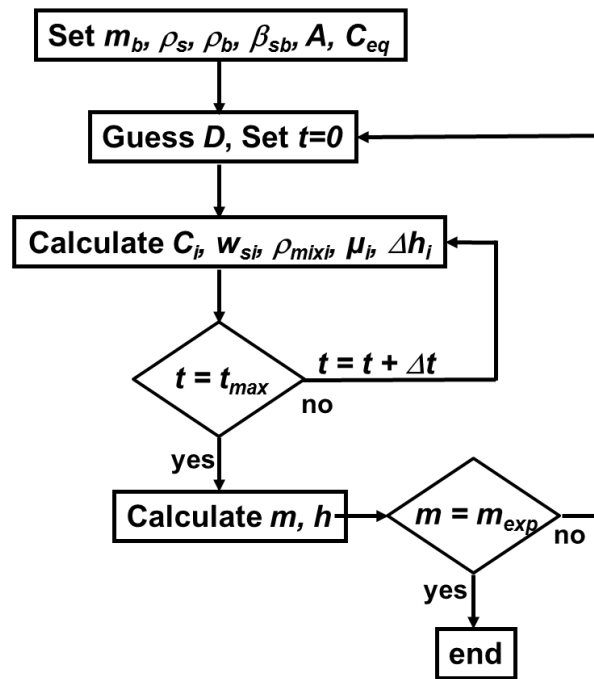 Set m_b, ρ_s, ρ_b, β_sb, A, C_eq
Guess D, Set t=0
Calculate C_i, w_si, ρ_mixi, μ_i, Δh_i
t = t_max
t = t + Δt
no
yes
Calculate m, h
m = m_exp
no
yes
end